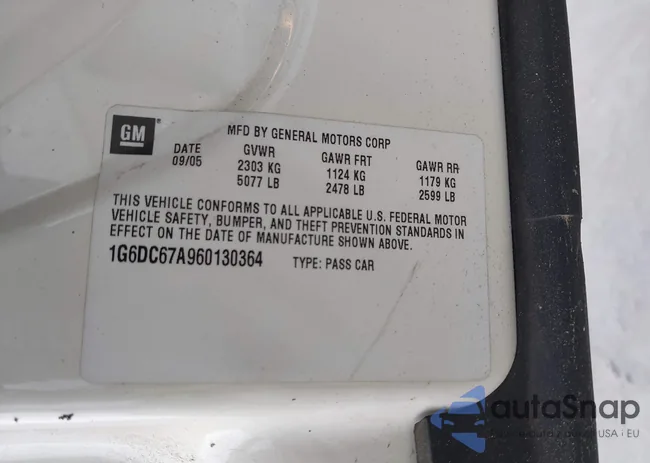 GM
MFD BY GENERAL MOTORS CORP
DATE GVWR GAWR FRT GAWR RR
09/05 2303 KG 1124 KG 1179 KG
5077 LB 2478 LB 2599 LB
THIS VEHICLE CONFORMS TO ALL APPLICABLE U.S. FEDERAL MOTOR
VEHICLE SAFETY, BUMPER, AND THEFT PREVENTION STANDARDS IN
EFFECT ON THE DATE OF MANUFACTURE SHOWN ABOVE.
1G6DC67A960130364 TYPE: PASS CAR
autoSnap
USA · EU